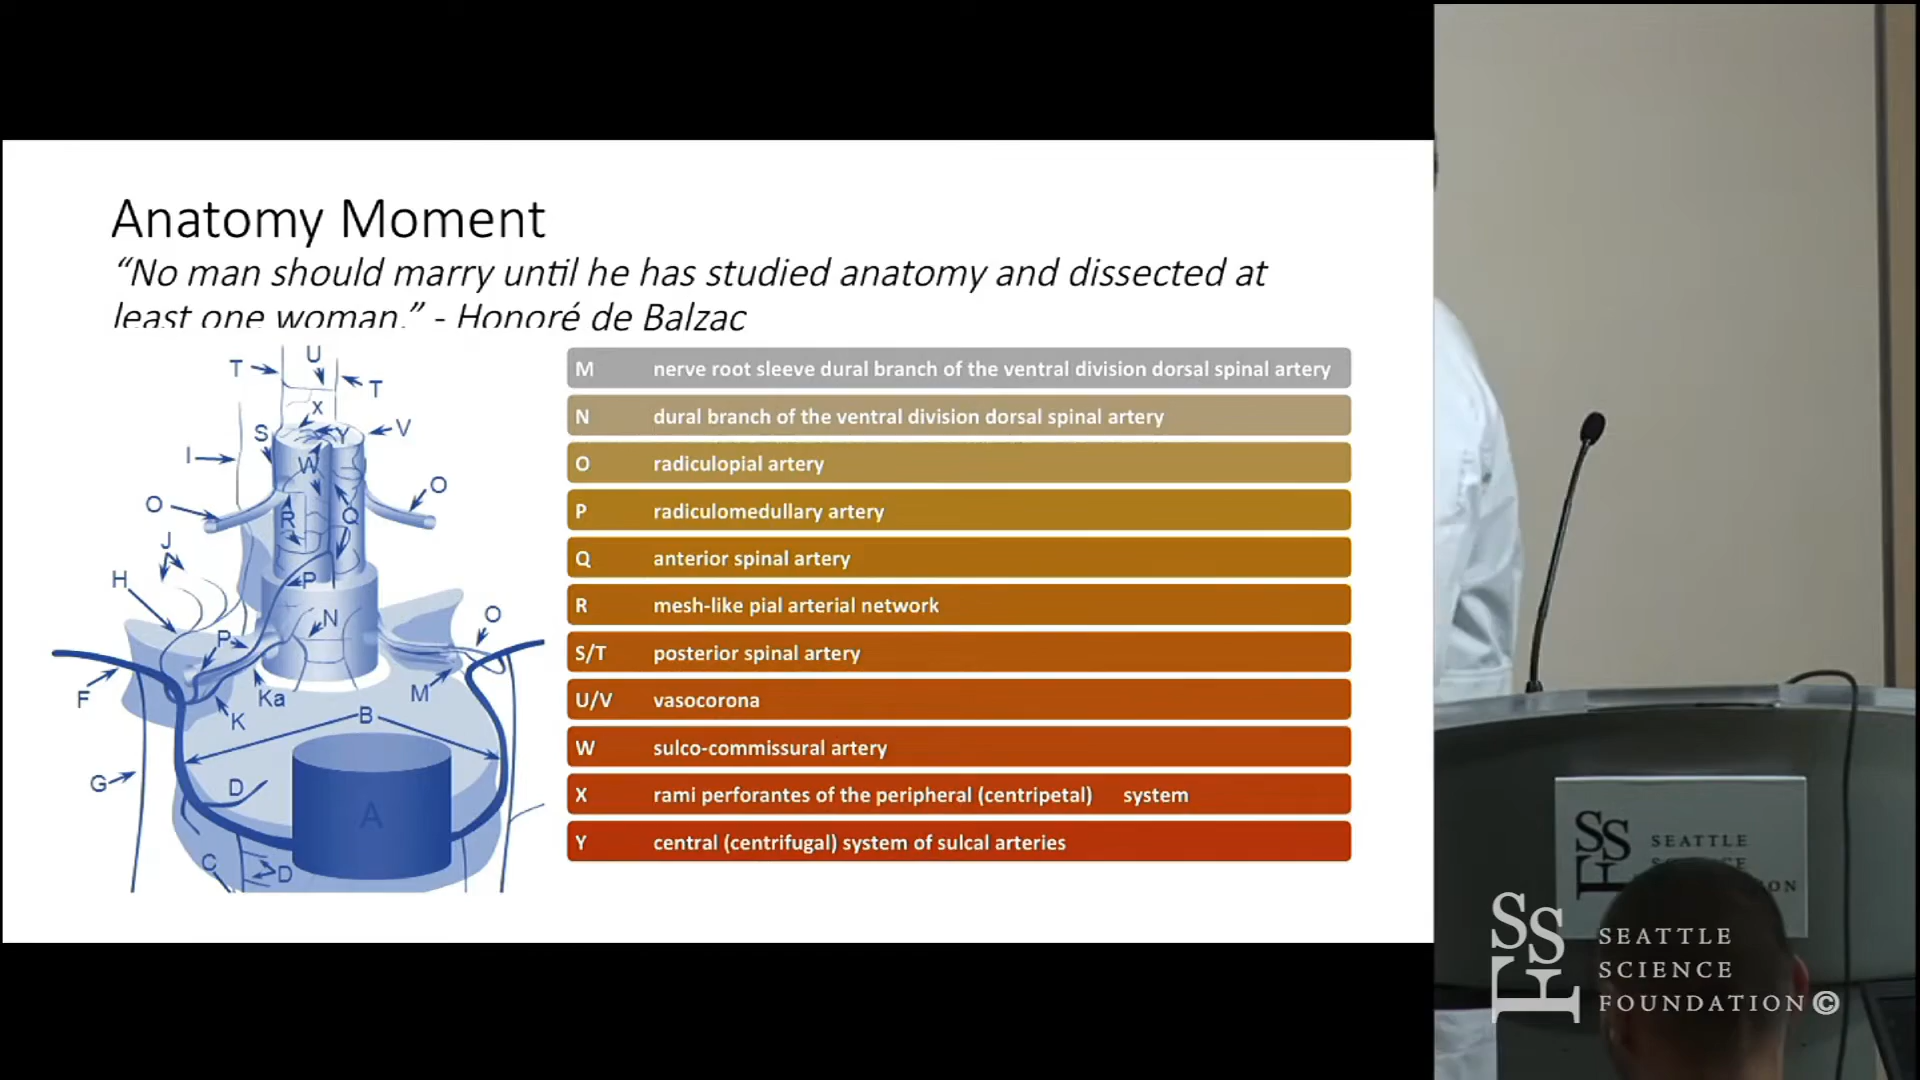 Anatomy Moment
“No man should marry until he has studied anatomy and dissected at
least one woman.” - Honoré de Balzac
U
T
T
X
S
Y
V
I
W
O
O
R
Q
J
H
P
N
O
P
F
Ka
M
K
B
G
D
A
C
D
M nerve root sleeve dural branch of the ventral division dorsal spinal artery
N dural branch of the ventral division dorsal spinal artery
O radiculopial artery
P radiculomedullary artery
Q anterior spinal artery
R mesh-like pial arterial network
S/T posterior spinal artery
U/V vasocorona
W sulco-commissural artery
X rami perforantes of the peripheral (centripetal) system
Y central (centrifugal) system of sulcal arteries
SSF
SEATTLE
SSF
SEATTLE
SCIENCE
FOUNDATION©